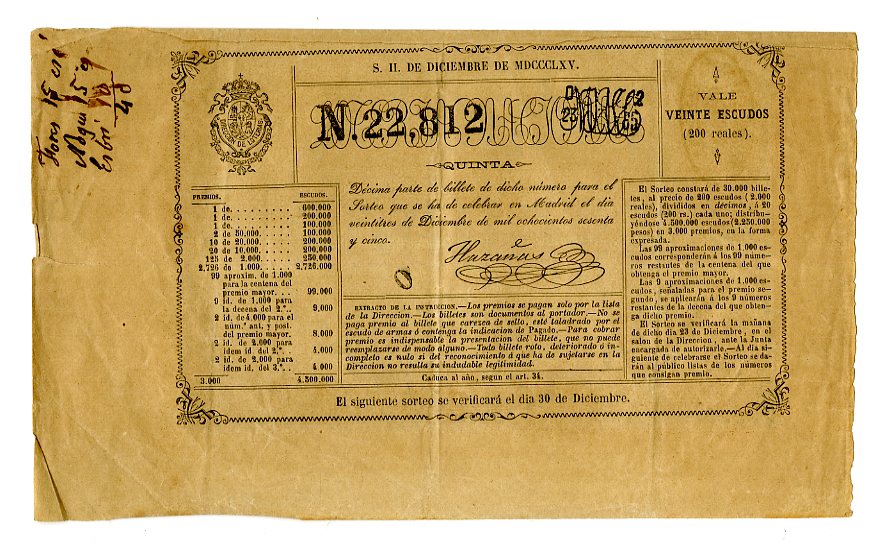 S. II. DE DICIEMBRE DE MDCCCLXV.
N. 22,812
QUINTA
VALE
VEINTE ESCUDOS
(200 reales).
Décima parte de billete de dicho número para el
Sorteo que se ha de celebrar en Madrid el dia
veintitres de Diciembre de mil ochocientos sesenta
y cinco.
Hazañas
PREMIOS. ESCUDOS.
1 de. . . . . . . . . . 600.000
1 de. . . . . . . . . . 200.000
1 de. . . . . . . . . . 100.000
2 de 50,000. . . . . . 100.000
10 de 20.000. . . . . . 200.000
20 de 10.000. . . . . . 200.000
125 de 2.000. . . . . . 250.000
2,726 de 1.000. . . . 2.726.000
99 aproxim. de 1.000
para la centena del
premio mayor. . . 99.000
9 id. de 1.000 para
la decena del 2.º. . 9,000
2 id. de 4,000 para el
núm.º ant. y post.
del premio mayor. 8.000
2 id. de 2.000 para
idem id. del 2.º. . 4.000
2 id. de 2.000 para
idem id. del 3.º. . 4.000
3.000 4.500.000
EXTRACTO DE LA INSTRUCCION.—Los premios se pagan solo por la lista
de la Direccion.—Los billetes son documentos al portador.—No se
paga premio al billete que carezca de sello, esté taladrado por el
escudo de armas ó contenga la indicacion de Pagado.—Para cobrar
premio es indispensable la presentacion del billete, que no puede
reemplazarse de modo alguno.—Todo billete roto, deteriorado ó in-
completo es nulo si del reconocimiento á que ha de sujetarse en la
Direccion no resulta su indudable legitimidad.
Caduca al año, segun el art. 34.
El Sorteo constará de 30.000 bille-
tes, al precio de 200 escudos (2.000
reales), divididos en décimos, á 20
escudos (200 rs.) cada uno; distribu-
yéndose 4.500.000 escudos (2.250.000
pesos) en 3.000 premios, en la forma
expresada.
Las 99 aproximaciones de 1.000 es-
cudos corresponderán á los 99 núme-
ros restantes de la centena del que
obtenga el premio mayor.
Las 9 aproximaciones de 1.000 es-
cudos, señaladas para el premio se-
gundo, se aplicarán á los 9 números
restantes de la decena del que obten-
ga dicho premio.
El Sorteo se verificará la mañana
de dicho dia 23 de Diciembre, en el
salon de la Direccion, ante la Junta
encargada de autorizarle.—Al dia si-
guiente de celebrarse el Sorteo se da-
rán al público listas de los números
que consigan premio.
El siguiente sorteo se verificará el dia 30 de Diciembre.